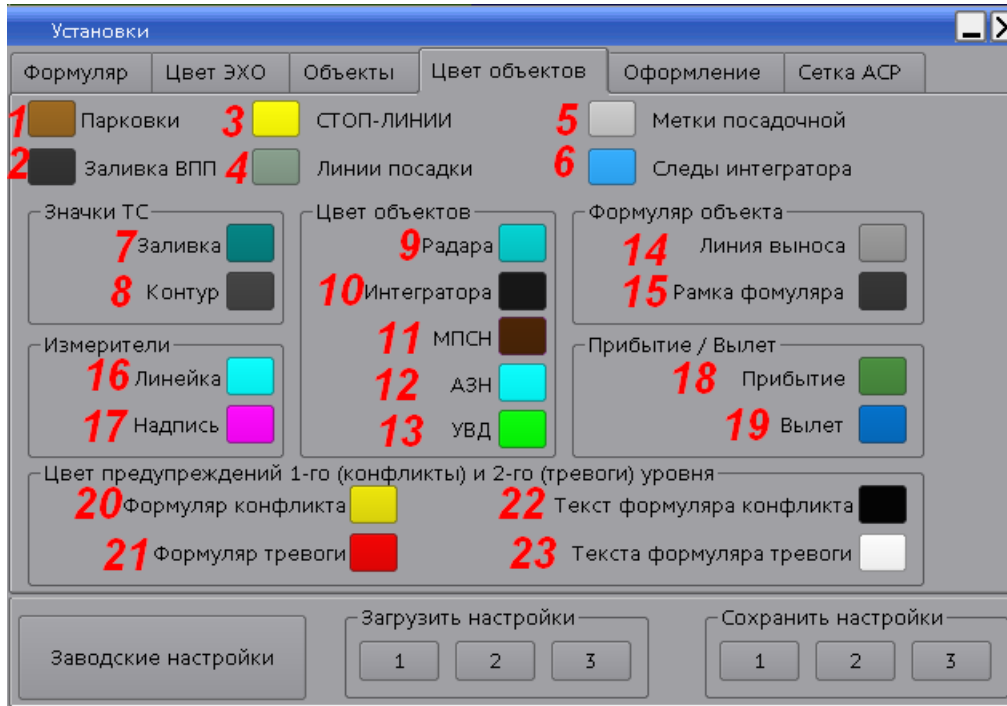 Установки
Формуляр Цвет ЭХО Объекты Цвет объектов Оформление Сетка АСР
1 Парковки 3 СТОП-ЛИНИИ 5 Метки посадочной
2 Заливка ВПП 4 Линии посадки 6 Следы интегратора
Значки ТС Цвет объектов Формуляр объекта
7 Заливка 9 Радара 14 Линия выноса
8 Контур 10 Интегратора 15 Рамка фомуляра
11 МПСН
Измерители Прибытие / Вылет
16 Линейка 12 АЗН 18 Прибытие
17 Надпись 13 УВД 19 Вылет
Цвет предупреждений 1-го (конфликты) и 2-го (тревоги) уровня
20 Формуляр конфликта 22 Текст формуляра конфликта
21 Формуляр тревоги 23 Текста формуляра тревоги
Загрузить настройки Сохранить настройки
Заводские настройки 1 2 3 1 2 3